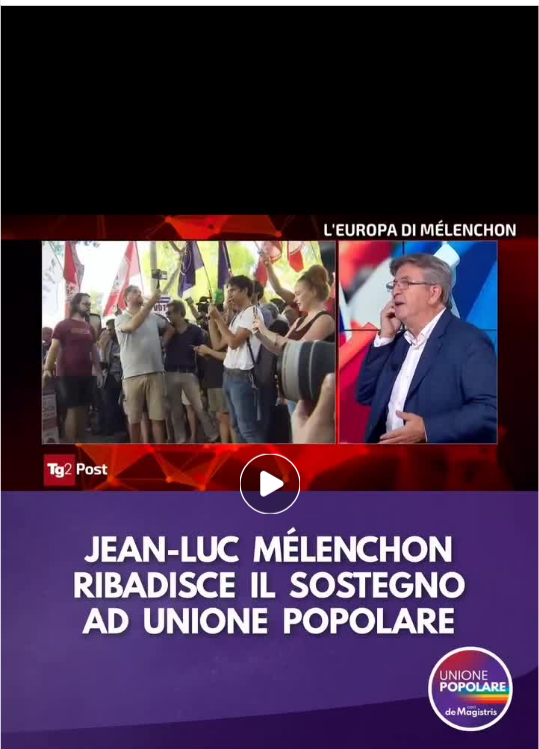 L'EUROPA DI MÉLENCHON
Tg2 Post
JEAN-LUC MÉLENCHON
RIBADISCE IL SOSTEGNO
AD UNIONE POPOLARE
UNIONE
POPOLARE
de Magistris